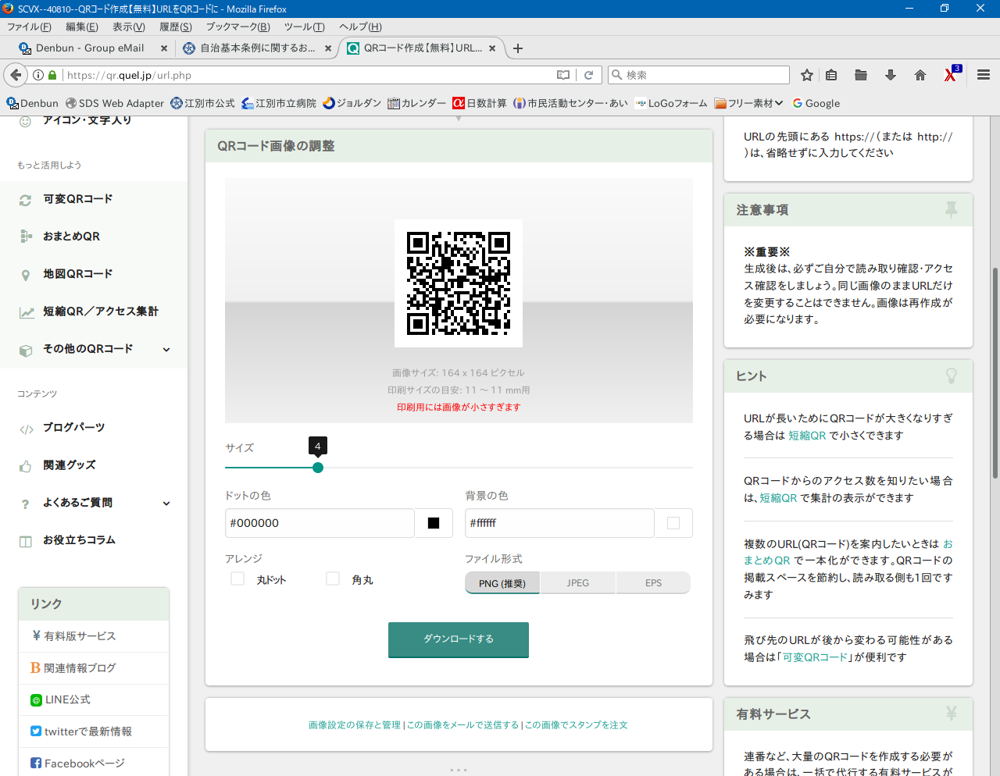 SCVX--40810--QRコード作成【無料】URLをQRコードに - Mozilla Firefox
ファイル(F) 編集(E) 表示(V) 履歴(S) ブックマーク(B) ツール(T) ヘルプ(H)
Denbun - Group eMail
自治基本条例に関するお...
QRコード作成【無料】URL...
https://qr.quel.jp/url.php
検索
3
Denbun
SDS Web Adapter
江別市公式
江別市立病院
ジョルダン
カレンダー
日数計算
市民活動センター・あい
LoGoフォーム
フリー素材
Google
アイコン・文字入り
もっと活用しよう
可変QRコード
おまとめQR
地図QRコード
短縮QR／アクセス集計
その他のQRコード
コンテンツ
ブログパーツ
関連グッズ
よくあるご質問
お役立ちコラム
リンク
有料版サービス
関連情報ブログ
LINE公式
twitterで最新情報
Facebookページ
QRコード画像の調整
画像サイズ: 164 x 164 ピクセル
印刷サイズの目安: 11 ～ 11 mm用
印刷用には画像が小さすぎます
サイズ
4
ドットの色
背景の色
#000000
#ffffff
アレンジ
ファイル形式
丸ドット
角丸
PNG (推奨)
JPEG
EPS
ダウンロードする
画像設定の保存と管理 | この画像をメールで送信する | この画像でスタンプを注文
URLの先頭にある https://（または http://
）は、省略せずに入力してください
注意事項
※重要※
生成後は、必ずご自分で読み取り確認・アクセ
ス確認をしましょう。同じ画像のままURLだけ
を変更することはできません。画像は再作成が
必要になります。
ヒント
URLが長いためにQRコードが大きくなりすぎ
る場合は 短縮QR で小さくできます
QRコードからのアクセス数を知りたい場合
は、短縮QR で集計の表示ができます
複数のURL(QRコード)を案内したいときは お
まとめQR で一本化ができます。QRコードの
掲載スペースを節約し、読み取る側も1回です
みます
飛び先のURLが後から変わる可能性がある
場合は「可変QRコード」が便利です
有料サービス
連番など、大量のQRコードを作成する必要が
ある場合は、一括で代行する有料サービスが